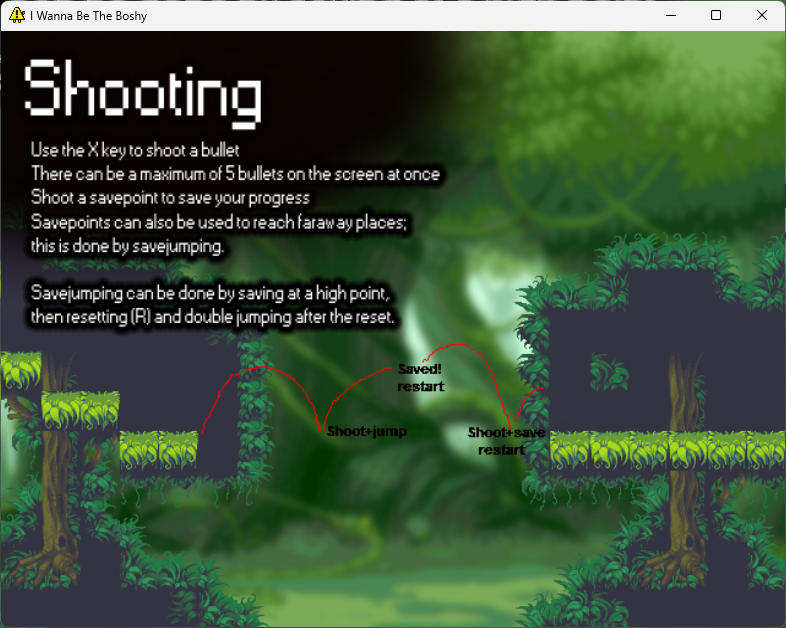 I Wanna Be The Boshy
Shooting
Use the X key to shoot a bullet
There can be a maximum of 5 bullets on the screen at once
Shoot a savepoint to save your progress
Savepoints can also be used to reach faraway places;
this is done by savejumping.
Savejumping can be done by saving at a high point,
then resetting (R) and double jumping after the reset.
Saved!
restart
Shoot+jump
Shoot+save
restart